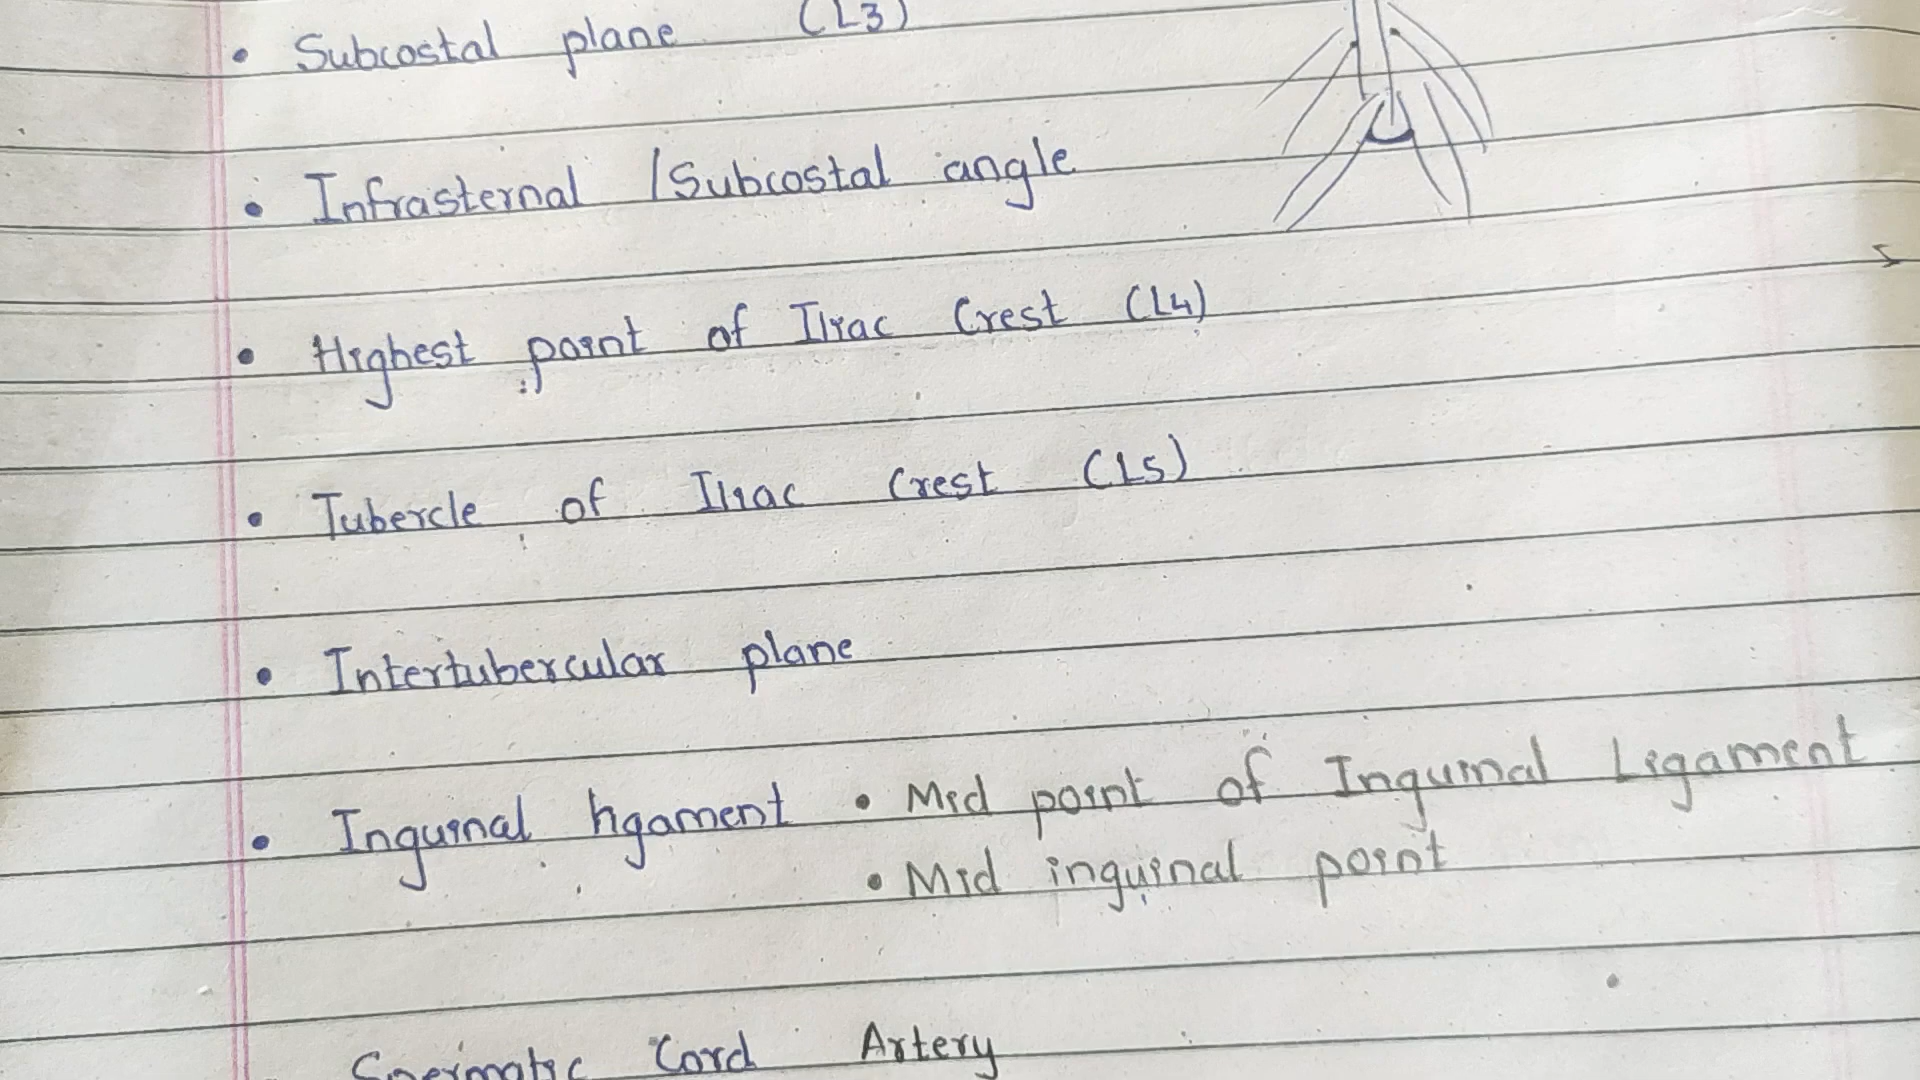 • Subcostal plane (L3)
• Infrasternal /Subcostal angle
• Highest point of Iliac Crest (L4)
• Tubercle of Iliac Crest (L5)
• Intertubercular plane
• Inguinal ligament • Mid point of Inguinal Ligament
• Mid inguinal point
Spermatic Cord Artery